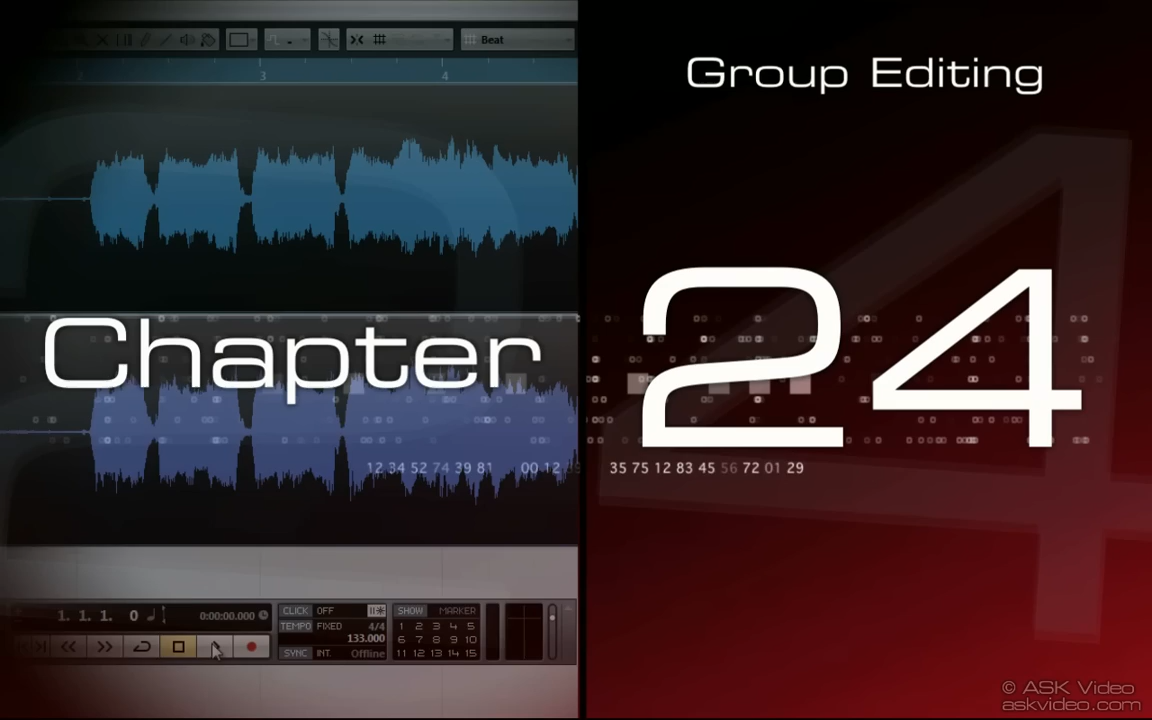 Beat
2 3 4
Group Editing
Chapter 24
12 34 52 74 39 81 00 12
35 75 12 83 45 56 72 01 29
1. 1. 1. 0 0:00:00.000
CLICK OFF
TEMPO FIXED 4/4
133.000
SYNC INT. Offline
SHOW MARKER
1 2 3 4 5
6 7 8 9 10
11 12 13 14 15
© ASK Video
askvideo.com